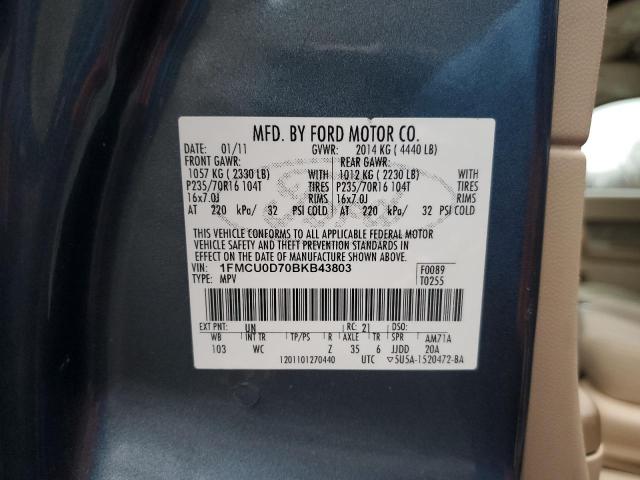 MFD. BY FORD MOTOR CO.
DATE: 01/11 GVWR: 2014 KG ( 4440 LB)
FRONT GAWR: REAR GAWR:
1057 KG ( 2330 LB) WITH 1012 KG ( 2230 LB) WITH
P235/70R16 104T TIRES P235/70R16 104T TIRES
16x7.0J RIMS 16x7.0J RIMS
AT 220 kPa/ 32 PSI COLD AT 220 kPa/ 32 PSI COLD
THIS VEHICLE CONFORMS TO ALL APPLICABLE FEDERAL MOTOR
VEHICLE SAFETY AND THEFT PREVENTION STANDARDS IN
EFFECT ON THE DATE OF MANUFACTURE SHOWN ABOVE.
VIN: 1FMCU0D70BKB43803 F0089
TYPE: MPV T0255
EXT PNT: UN RC: 21 DSO:
WB INT TR TP/PS R AXLE TR SPR AM71A
103 WC Z 35 6 JJDD 20A
1201101270440 UTC ▽5U5A-1520472-BA